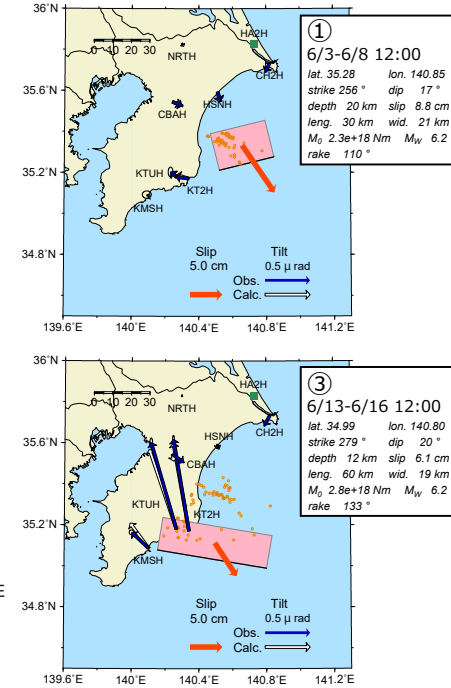 36˚N
①
6/3-6/8 12:00
lat. 35.28 lon. 140.85
strike 256 ° dip 17 °
depth 20 km slip 8.8 cm
leng. 30 km wid. 21 km
M0 2.3e+18 Nm MW 6.2
rake 110 °
HA2H
0 10 20 30
NRTH
CH2H
35.6˚N
HSNH
CBAH
35.2˚N
KTUH
KT2H
KMSH
34.8˚N
Slip Tilt
5.0 cm 0.5 μ rad
Obs.
Calc.
139.6˚E 140˚E 140.4˚E 140.8˚E 141.2˚E
36˚N
③
6/13-6/16 12:00
lat. 34.99 lon. 140.80
strike 279 ° dip 20 °
depth 12 km slip 6.1 cm
leng. 60 km wid. 19 km
M0 2.8e+18 Nm MW 6.2
rake 133 °
HA2H
0 10 20 30
NRTH
CH2H
35.6˚N
HSNH
CBAH
KTUH
KT2H
35.2˚N
KMSH
E
34.8˚N
Slip Tilt
5.0 cm 0.5 μ rad
Obs.
Calc.
139.6˚E 140˚E 140.4˚E 140.8˚E 141.2˚E